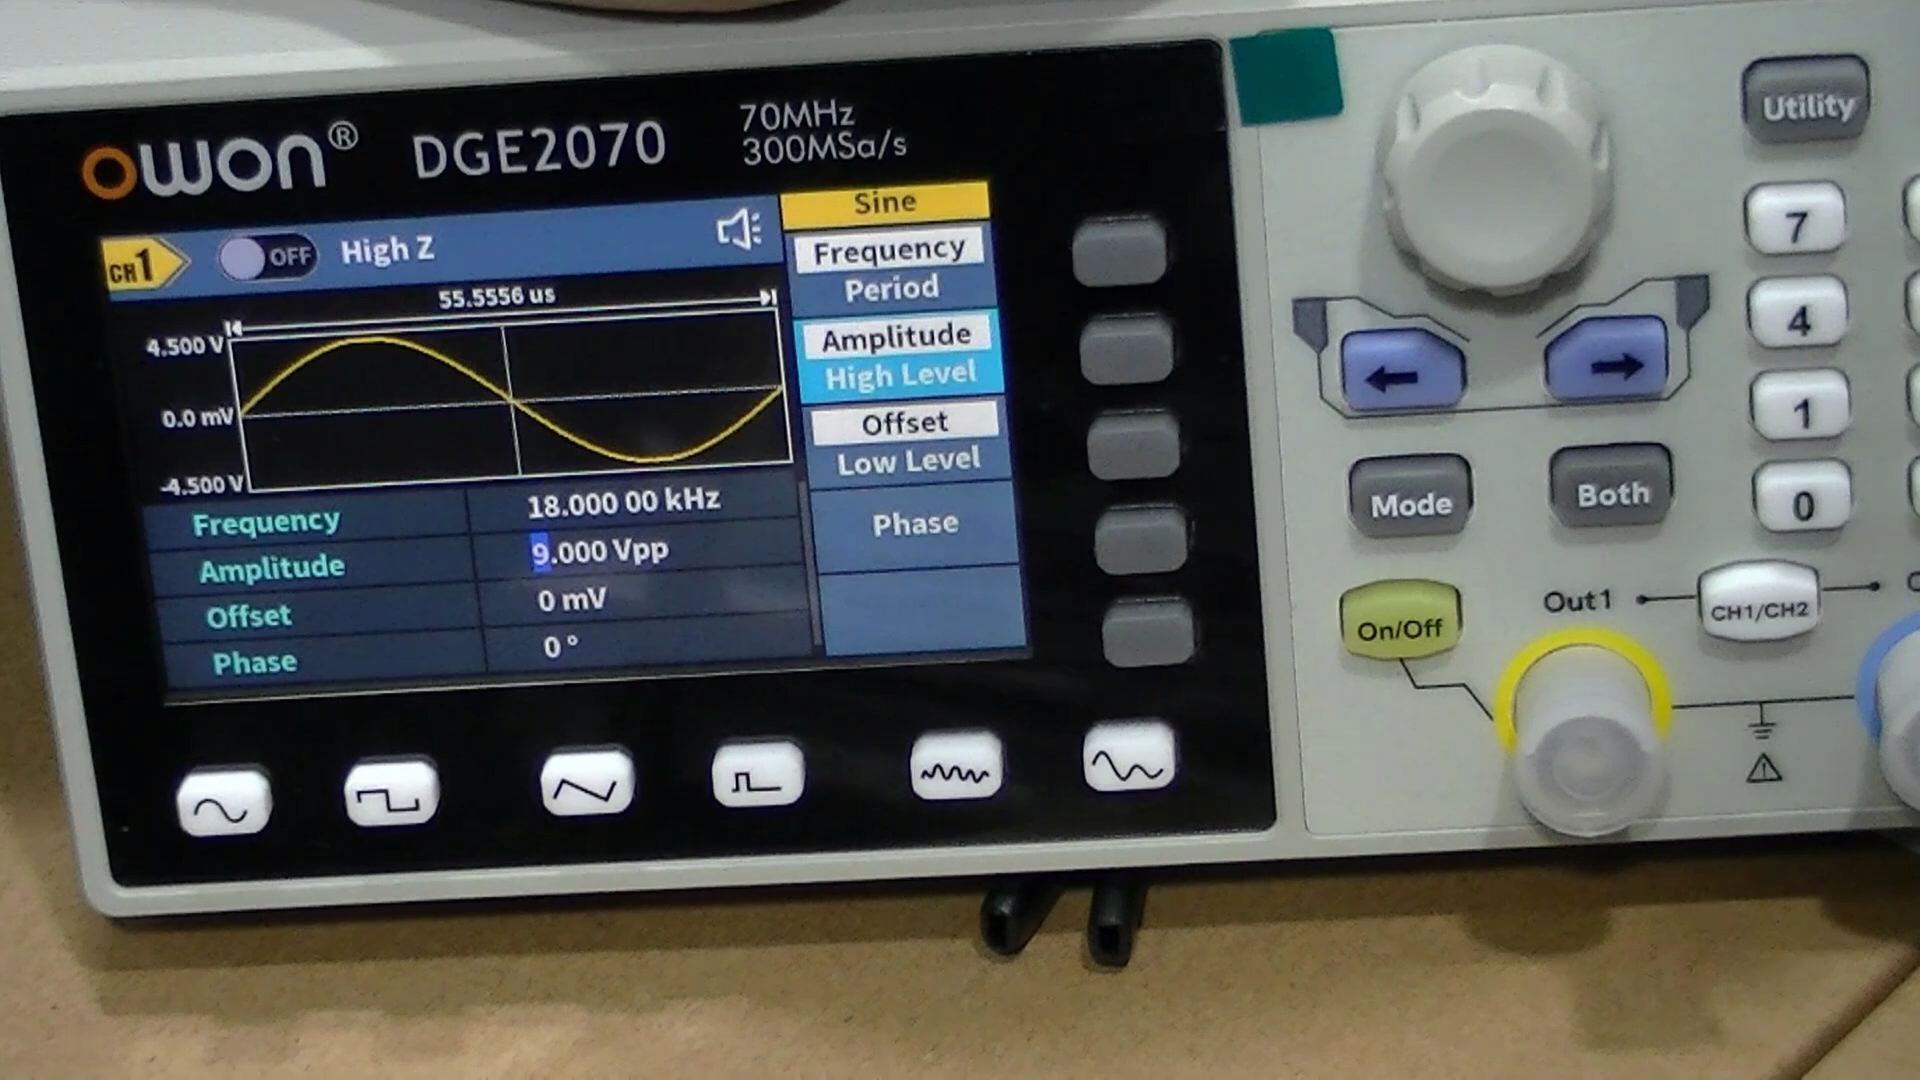 owon® DGE2070 70MHz
300MSa/s
Sine
CH1 OFF High Z
Frequency
Period
55.5556 us
4.500 V
0.0 mV
-4.500 V
Amplitude
High Level
Offset
Low Level
Phase
Frequency 18.000 00 kHz
Amplitude 9.000 Vpp
Offset 0 mV
Phase 0 °
Utility
7
4
1
0
Mode
Both
On/Off
Out1
CH1/CH2